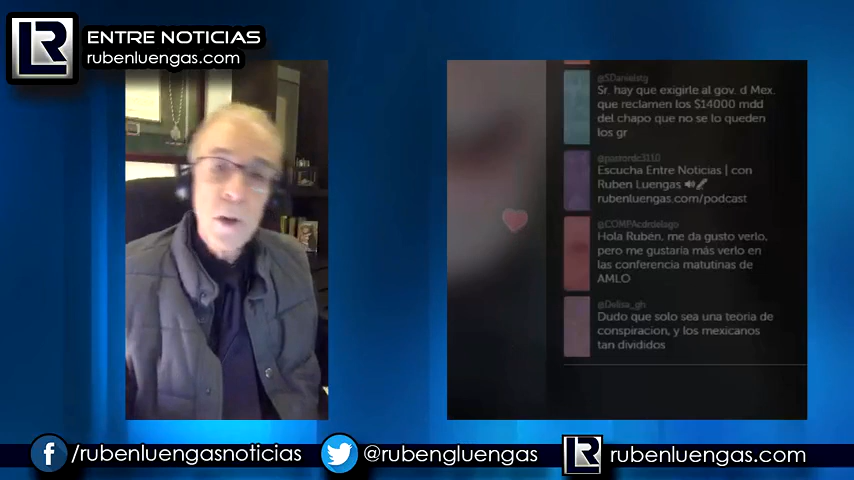 LR
ENTRE NOTICIAS
rubenluengas.com
@SDanielstg
Sr. hay que exigirle al gov. d Mex.
que reclamen los $14000 mdd
del chapo que no se lo queden
los gr
@pastordc3110
Escucha Entre Noticias | con
Ruben Luengas
rubenluengas.com/podcast
@COMPAcdrdelago
Hola Rubén, me da gusto verlo,
pero me gustaría más verlo en
las conferencia matutinas de
AMLO
@Delisa_gh
Dudo que solo sea una teoria de
conspiracion, y los mexicanos
tan divididos
f /rubenluengasnoticias
@rubengluengas
LR rubenluengas.com